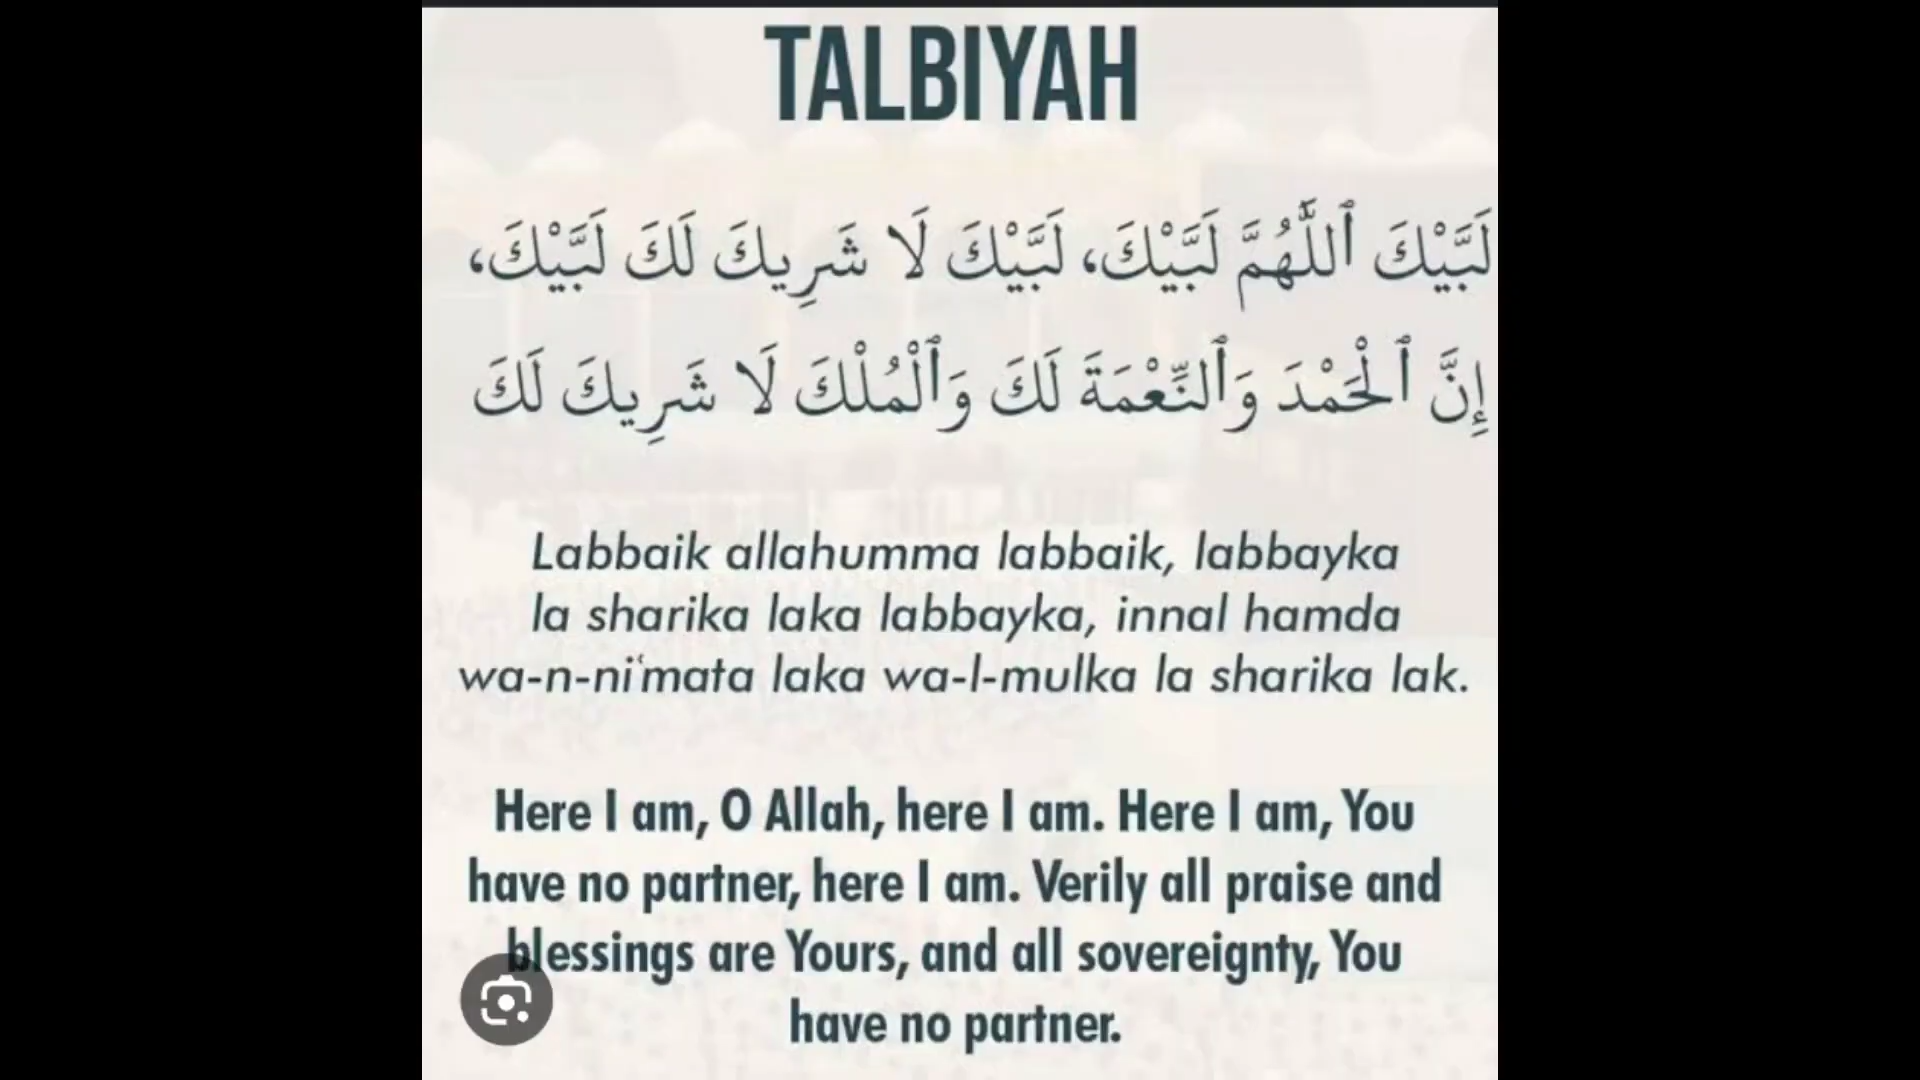 TALBIYAH
لَبَّيْكَ ٱللَّهُمَّ لَبَّيْكَ، لَبَّيْكَ لَا شَرِيكَ لَكَ لَبَّيْكَ،
إِنَّ ٱلْحَمْدَ وَٱلنِّعْمَةَ لَكَ وَٱلْمُلْكَ لَا شَرِيكَ لَكَ
Labbaik allahumma labbaik, labbayka
la sharika laka labbayka, innal hamda
wa-n-niʿmata laka wa-l-mulka la sharika lak.
Here I am, O Allah, here I am. Here I am, You
have no partner, here I am. Verily all praise and
blessings are Yours, and all sovereignty, You
have no partner.